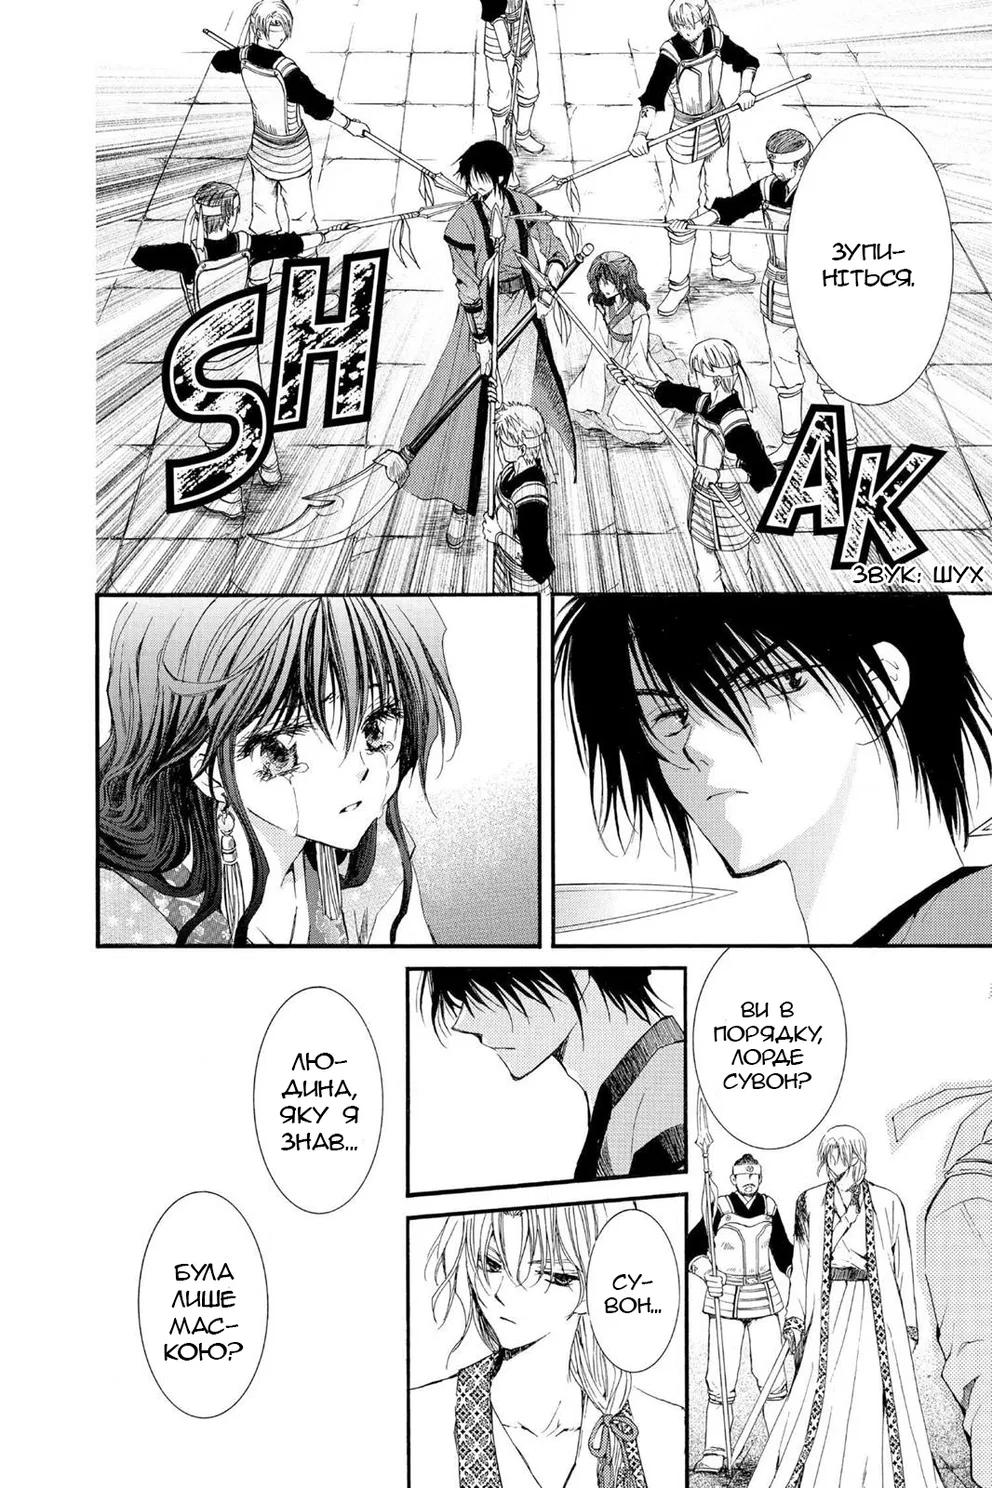 ЗУПИ-
НІТЬСЯ.
SH
AK
ЗВУК: ШУХ
ВИ В
ПОРЯДКУ,
ЛОРДЕ
СУВОН?
СУ-
ВОН...
ЛЮ-
ДИНА,
ЯКУ Я
ЗНАВ...
БУЛА
ЛИШЕ
МАС-
КОЮ?